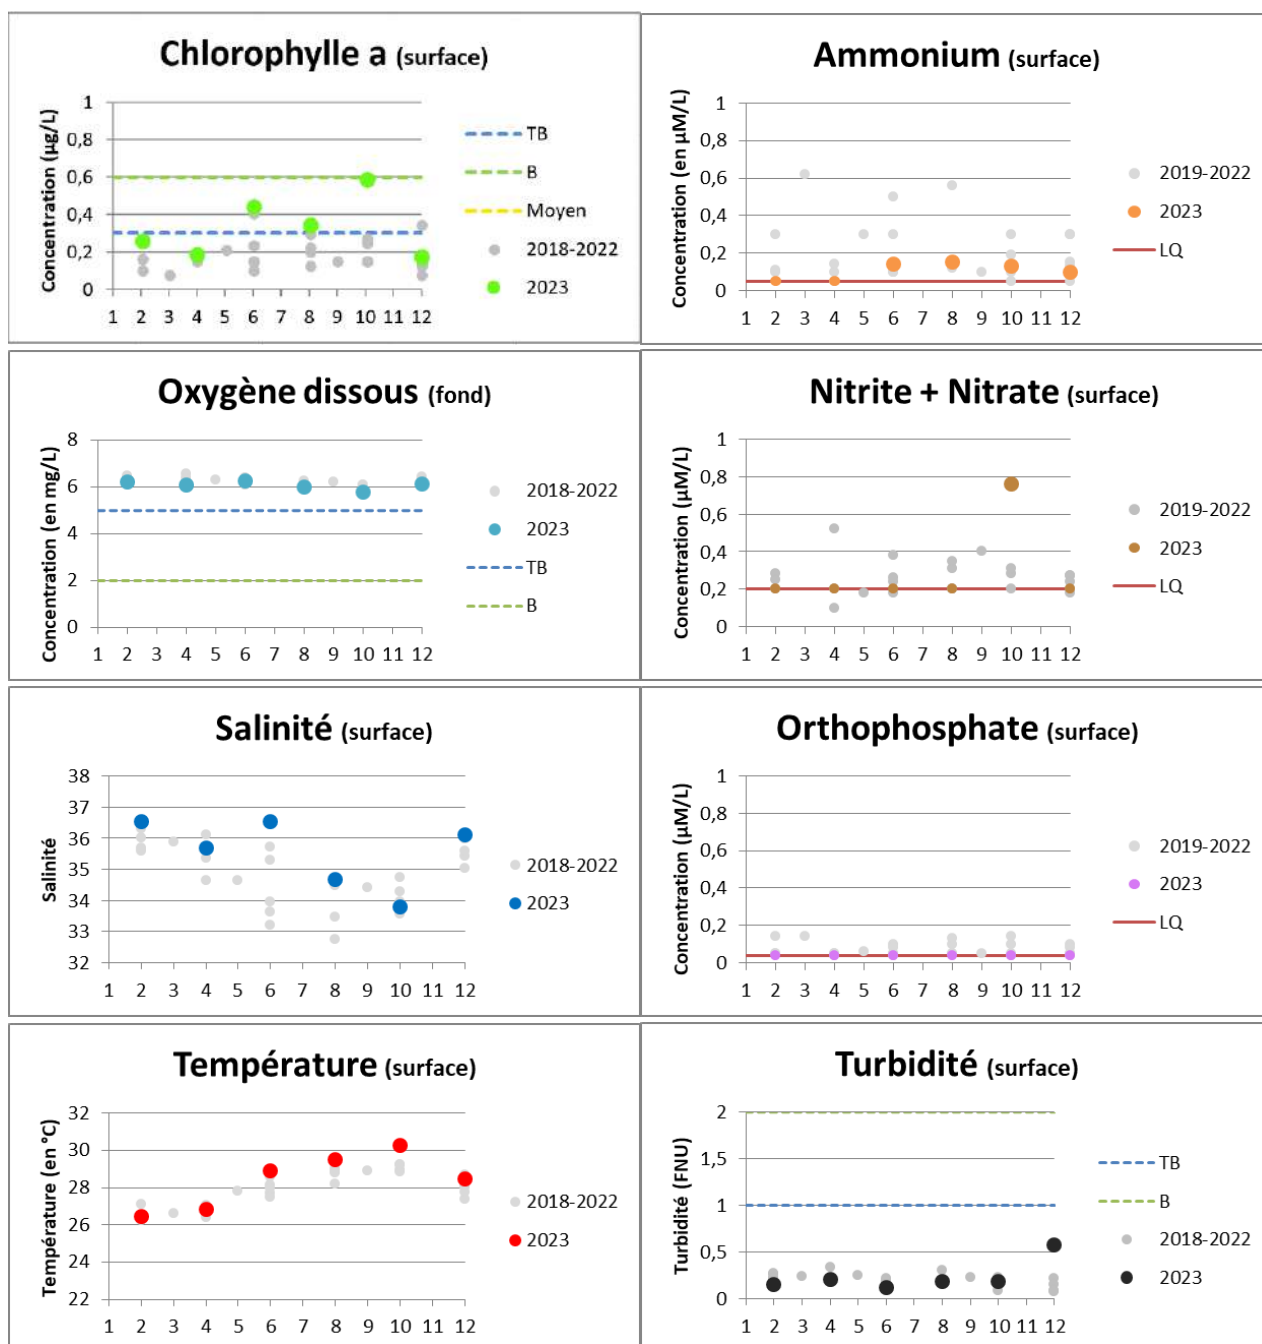 Chlorophylle a (surface)
Concentration (µg/L)
1
0,8
0,6
0,4
0,2
0
1 2 3 4 5 6 7 8 9 10 11 12
TB
B
Moyen
2018-2022
2023
Ammonium (surface)
Concentration (en µM/L)
1
0,8
0,6
0,4
0,2
0
1 2 3 4 5 6 7 8 9 10 11 12
2019-2022
2023
LQ
Oxygène dissous (fond)
Concentration (en mg/L)
8
6
4
2
0
1 2 3 4 5 6 7 8 9 10 11 12
2018-2022
2023
TB
B
Nitrite + Nitrate (surface)
Concentration (µM/L)
1
0,8
0,6
0,4
0,2
0
1 2 3 4 5 6 7 8 9 10 11 12
2019-2022
2023
LQ
Salinité (surface)
Salinité
38
37
36
35
34
33
32
1 2 3 4 5 6 7 8 9 10 11 12
2018-2022
2023
Orthophosphate (surface)
Concentration (µM/L)
1
0,8
0,6
0,4
0,2
0
1 2 3 4 5 6 7 8 9 10 11 12
2019-2022
2023
LQ
Température (surface)
Température (en °C)
32
30
28
26
24
22
1 2 3 4 5 6 7 8 9 10 11 12
2018-2022
2023
Turbidité (surface)
Turbidité (FNU)
2
1,5
1
0,5
0
1 2 3 4 5 6 7 8 9 10 11 12
TB
B
2018-2022
2023